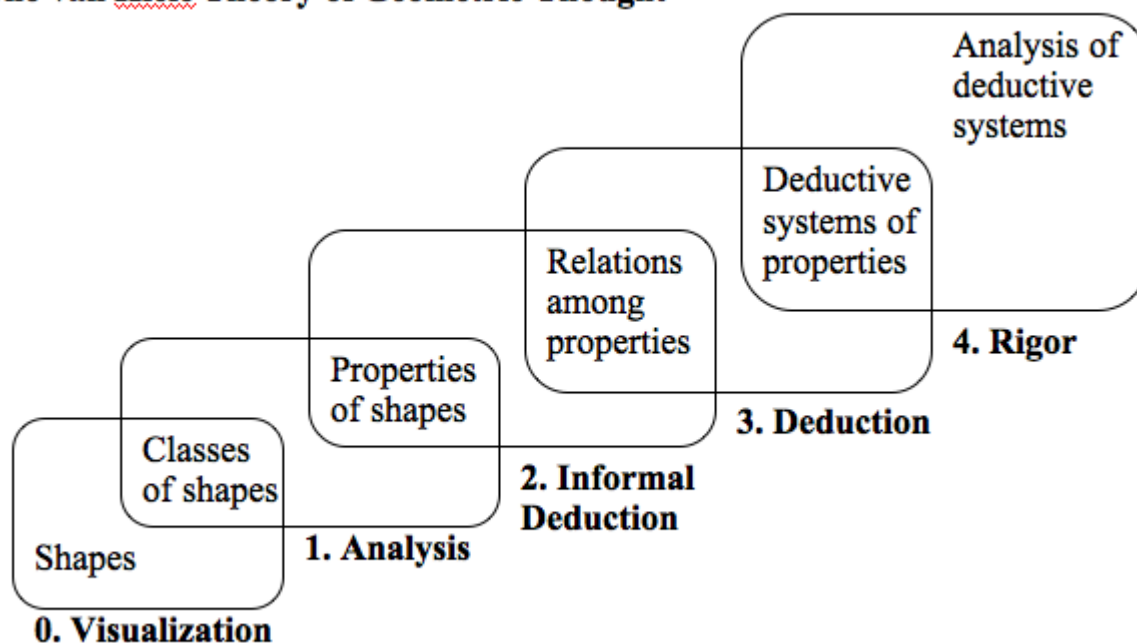 Analysis of
deductive
systems
Deductive
systems of
properties
4. Rigor
Relations
among
properties
3. Deduction
Properties
of shapes
2. Informal
Deduction
Classes
of shapes
1. Analysis
Shapes
0. Visualization